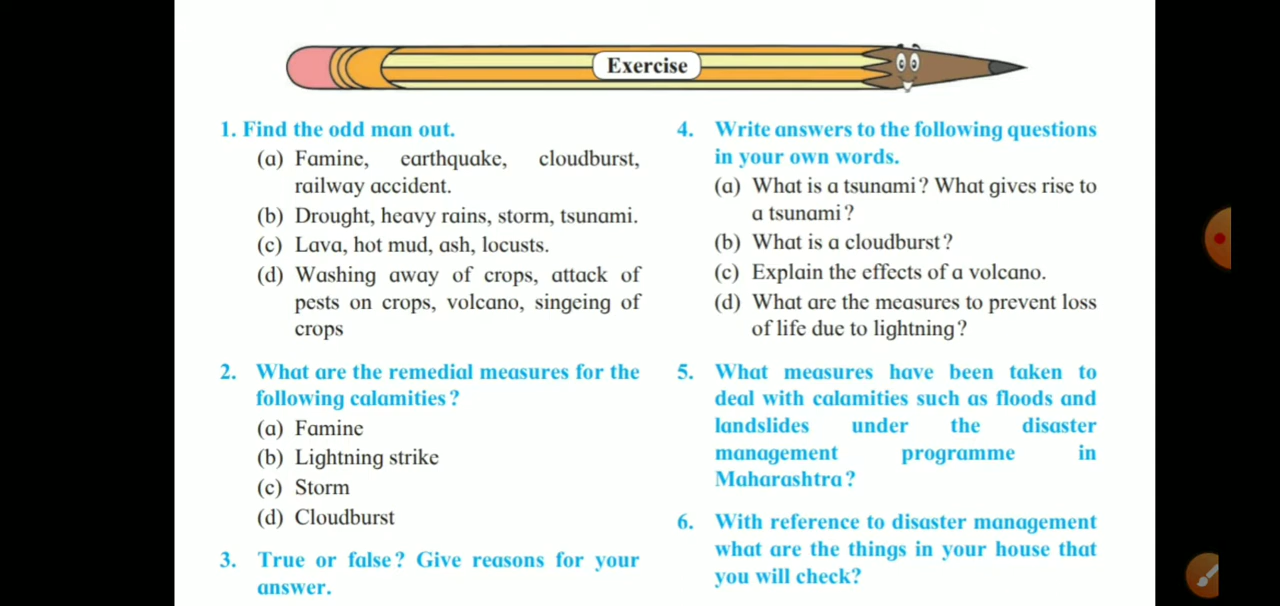 Exercise
1. Find the odd man out.
(a) Famine, earthquake, cloudburst,
railway accident.
(b) Drought, heavy rains, storm, tsunami.
(c) Lava, hot mud, ash, locusts.
(d) Washing away of crops, attack of
pests on crops, volcano, singeing of
crops
2. What are the remedial measures for the
following calamities ?
(a) Famine
(b) Lightning strike
(c) Storm
(d) Cloudburst
3. True or false? Give reasons for your
answer.
4. Write answers to the following questions
in your own words.
(a) What is a tsunami? What gives rise to
a tsunami ?
(b) What is a cloudburst ?
(c) Explain the effects of a volcano.
(d) What are the measures to prevent loss
of life due to lightning ?
5. What measures have been taken to
deal with calamities such as floods and
landslides under the disaster
management programme in
Maharashtra ?
6. With reference to disaster management
what are the things in your house that
you will check?